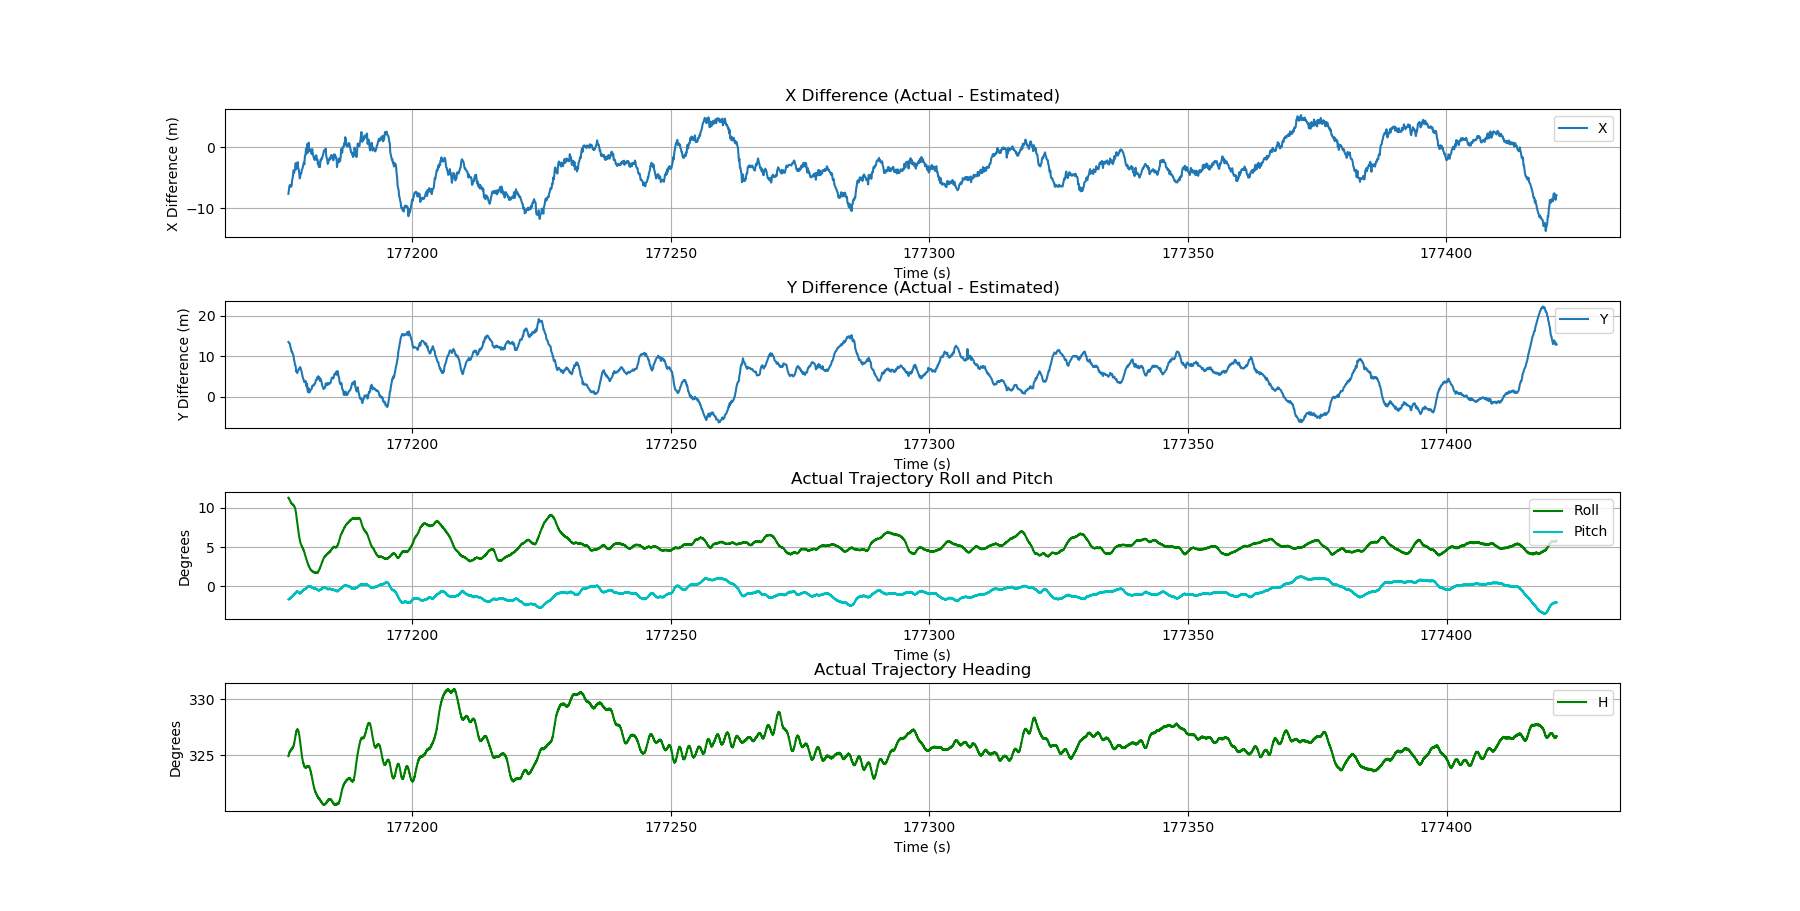 X Difference (Actual - Estimated)
X Difference (m)
0
−10
X
177200 177250 177300 177350 177400
Time (s)
Y Difference (Actual - Estimated)
Y Difference (m)
20
10
0
Y
177200 177250 177300 177350 177400
Time (s)
Actual Trajectory Roll and Pitch
Degrees
10
5
0
Roll
Pitch
177200 177250 177300 177350 177400
Time (s)
Actual Trajectory Heading
Degrees
330
325
H
177200 177250 177300 177350 177400
Time (s)